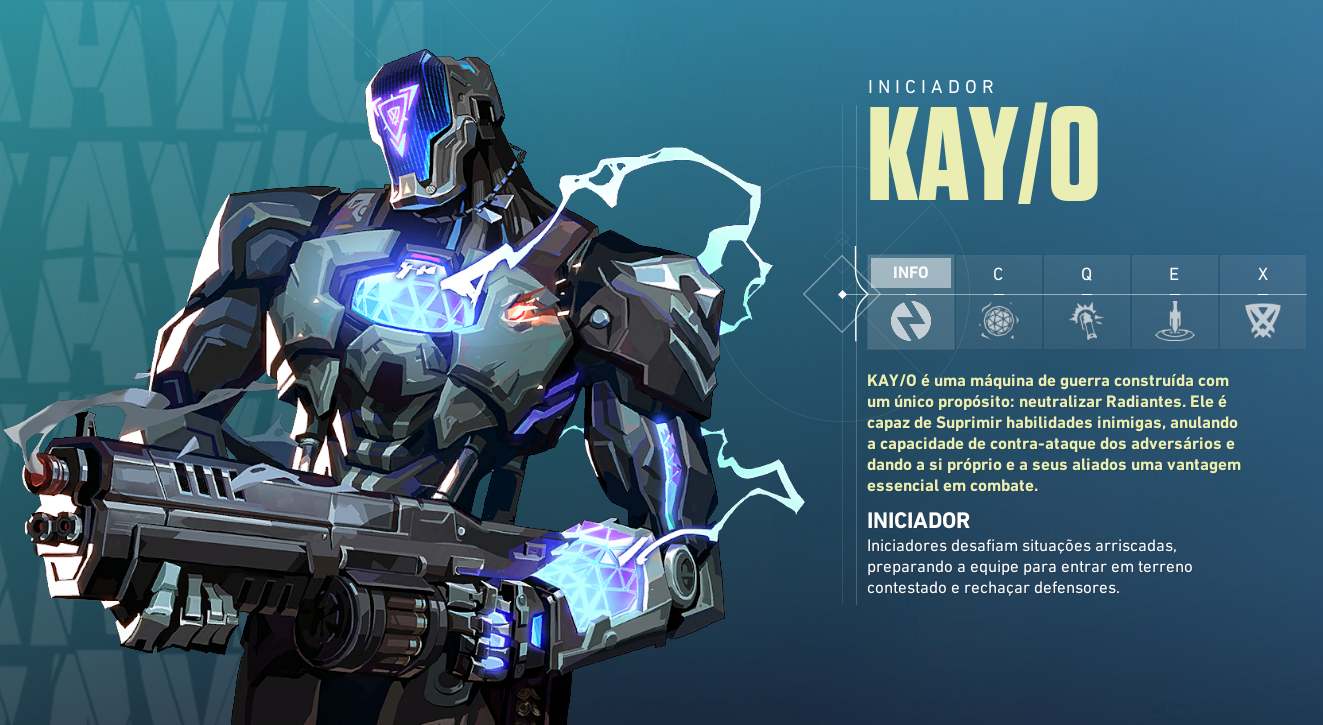 INICIADOR
KAY/O
INFO C Q E X
KAY/O é uma máquina de guerra construída com
um único propósito: neutralizar Radiantes. Ele é
capaz de Suprimir habilidades inimigas, anulando
a capacidade de contra-ataque dos adversários e
dando a si próprio e a seus aliados uma vantagem
essencial em combate.
INICIADOR
Iniciadores desafiam situações arriscadas,
preparando a equipe para entrar em terreno
contestado e rechaçar defensores.